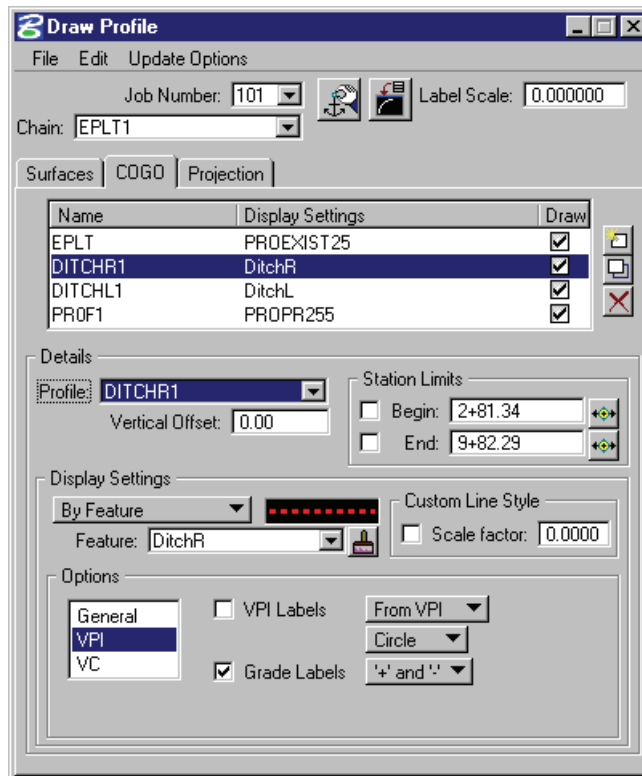 Draw Profile
File Edit Update Options
Job Number: 101 Label Scale: 0.000000
Chain: EPLT1
Surfaces COGO Projection
Name Display Settings Draw
EPLT PROEXIST25
DITCHR1 DitchR
DITCHL1 DitchL
PROF1 PROPR255
Details
Profile: DITCHR1
Vertical Offset: 0.00
Station Limits
Begin: 2+81.34
End: 9+82.29
Display Settings
By Feature
Feature: DitchR
Custom Line Style
Scale factor: 0.0000
Options
General
VPI
VC
VPI Labels From VPI
Circle
Grade Labels '+' and '-'